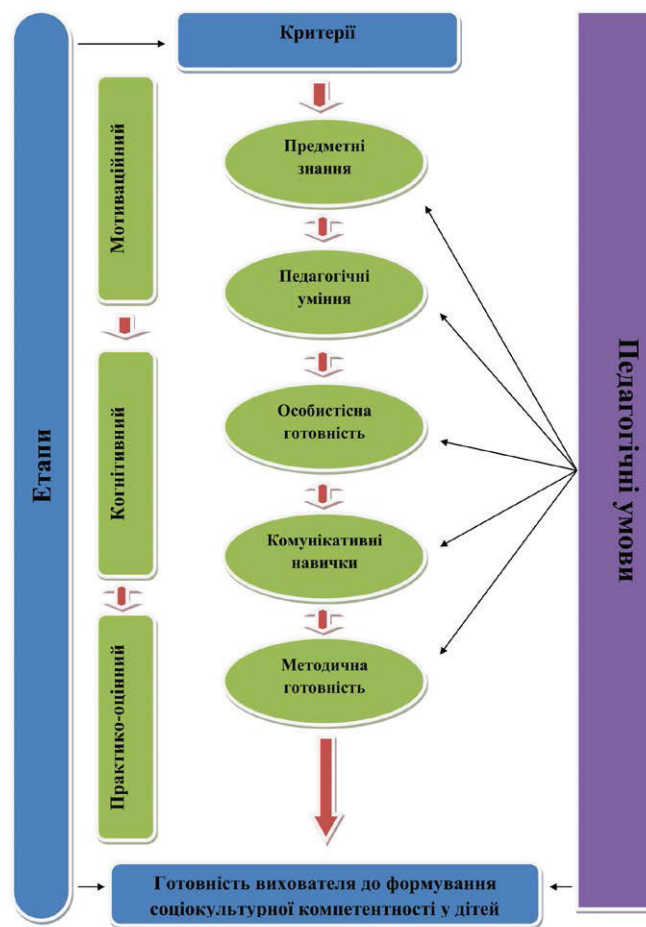 Етапи
Критерії
Мотиваційний
Когнітивний
Практико-оцінний
Предметні
знання
Педагогічні
уміння
Особистісна
готовність
Комунікативні
навички
Методична
готовність
Педагогічні умови
Готовність вихователя до формування
соціокультурної компетентності у дітей